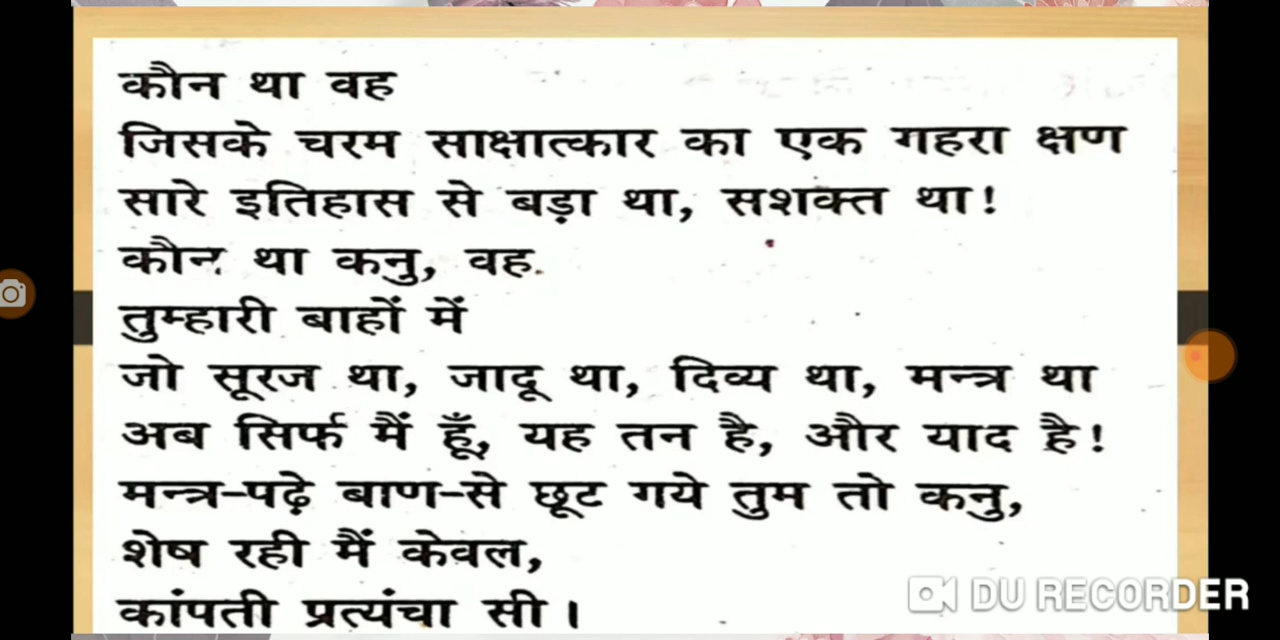 कौन था वह
जिसके चरम साक्षात्कार का एक गहरा क्षण
सारे इतिहास से बड़ा था, सशक्त था!
कौन था कनु, वह
तुम्हारी बाहों में
जो सूरज था, जादू था, दिव्य था, मन्त्र था
अब सिर्फ मैं हूँ, यह तन है, और याद है!
मन्त्र-पढ़े बाण-से छूट गये तुम तो कनु,
शेष रही मैं केवल,
कांपती प्रत्यंचा सी।
DU RECORDER